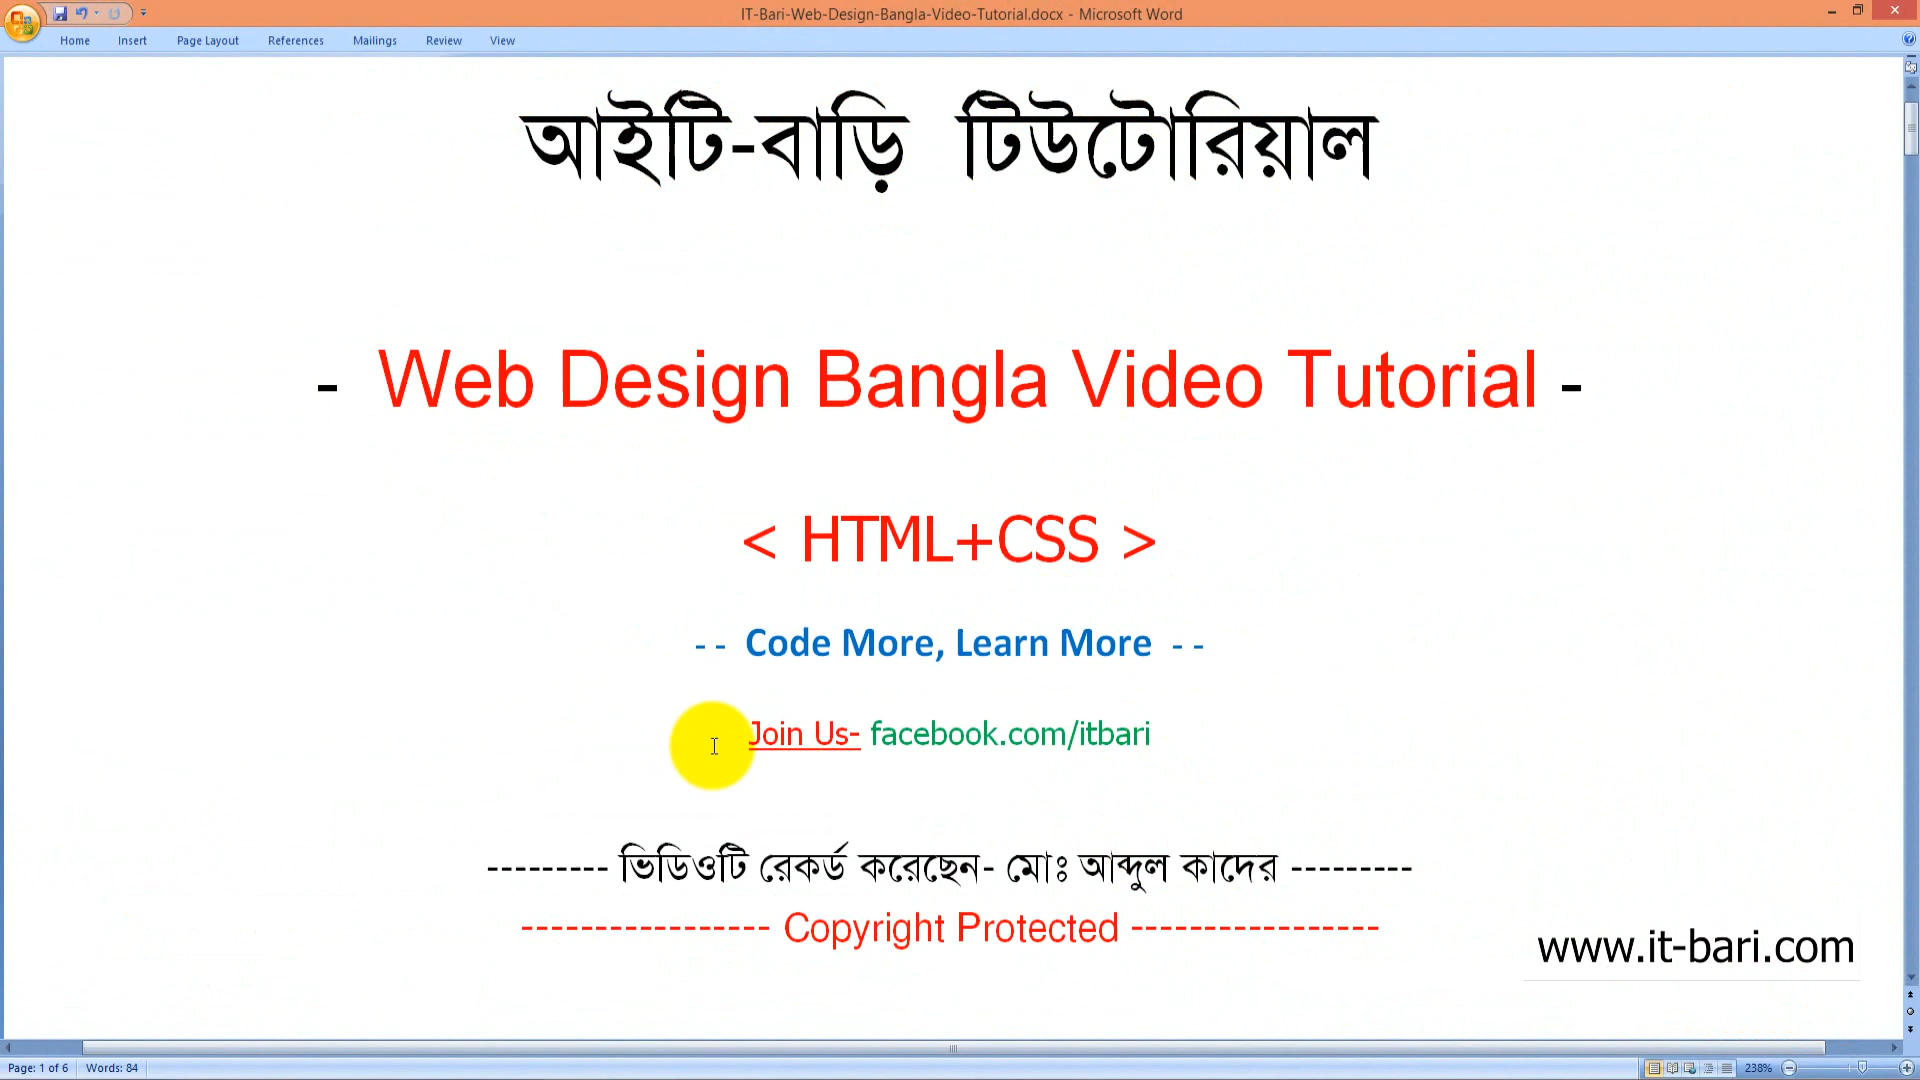 IT-Bari-Web-Design-Bangla-Video-Tutorial.docx - Microsoft Word
Home Insert Page Layout References Mailings Review View
আইটি-বাড়ি টিউটোরিয়াল
- Web Design Bangla Video Tutorial -
< HTML+CSS >
-- Code More, Learn More --
Join Us- facebook.com/itbari
--------- ভিডিওটি রেকর্ড করেছেন- মোঃ আব্দুল কাদের ---------
----------------- Copyright Protected -----------------
www.it-bari.com
Page: 1 of 6 Words: 84 238%